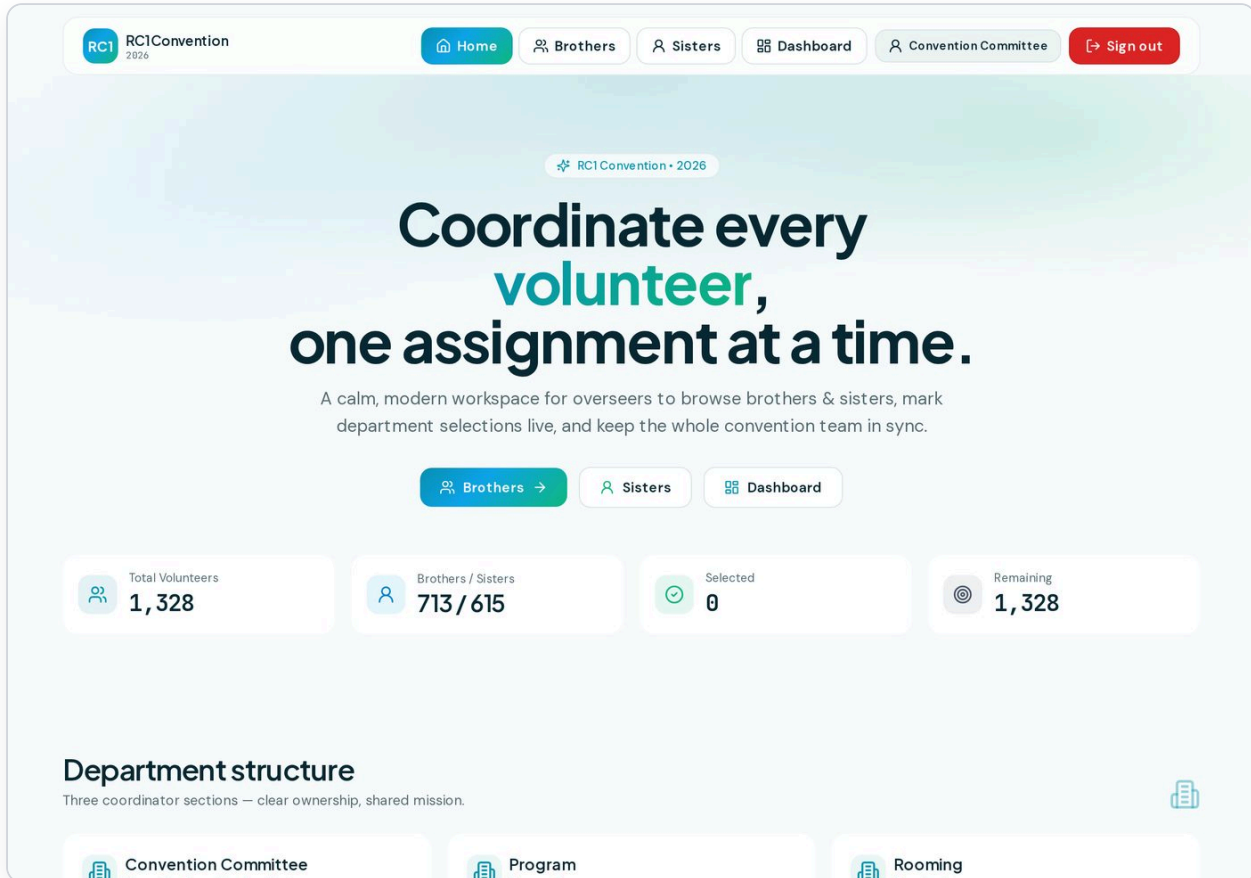 RC1
RC1Convention
2026
Home
Brothers
Sisters
Dashboard
Convention Committee
Sign out
RC1 Convention • 2026
Coordinate every
volunteer,
one assignment at a time.
A calm, modern workspace for overseers to browse brothers & sisters, mark
department selections live, and keep the whole convention team in sync.
Brothers →
Sisters
Dashboard
Total Volunteers
1,328
Brothers / Sisters
713/615
Selected
0
Remaining
1,328
Department structure
Three coordinator sections — clear ownership, shared mission.
Convention Committee
Program
Rooming